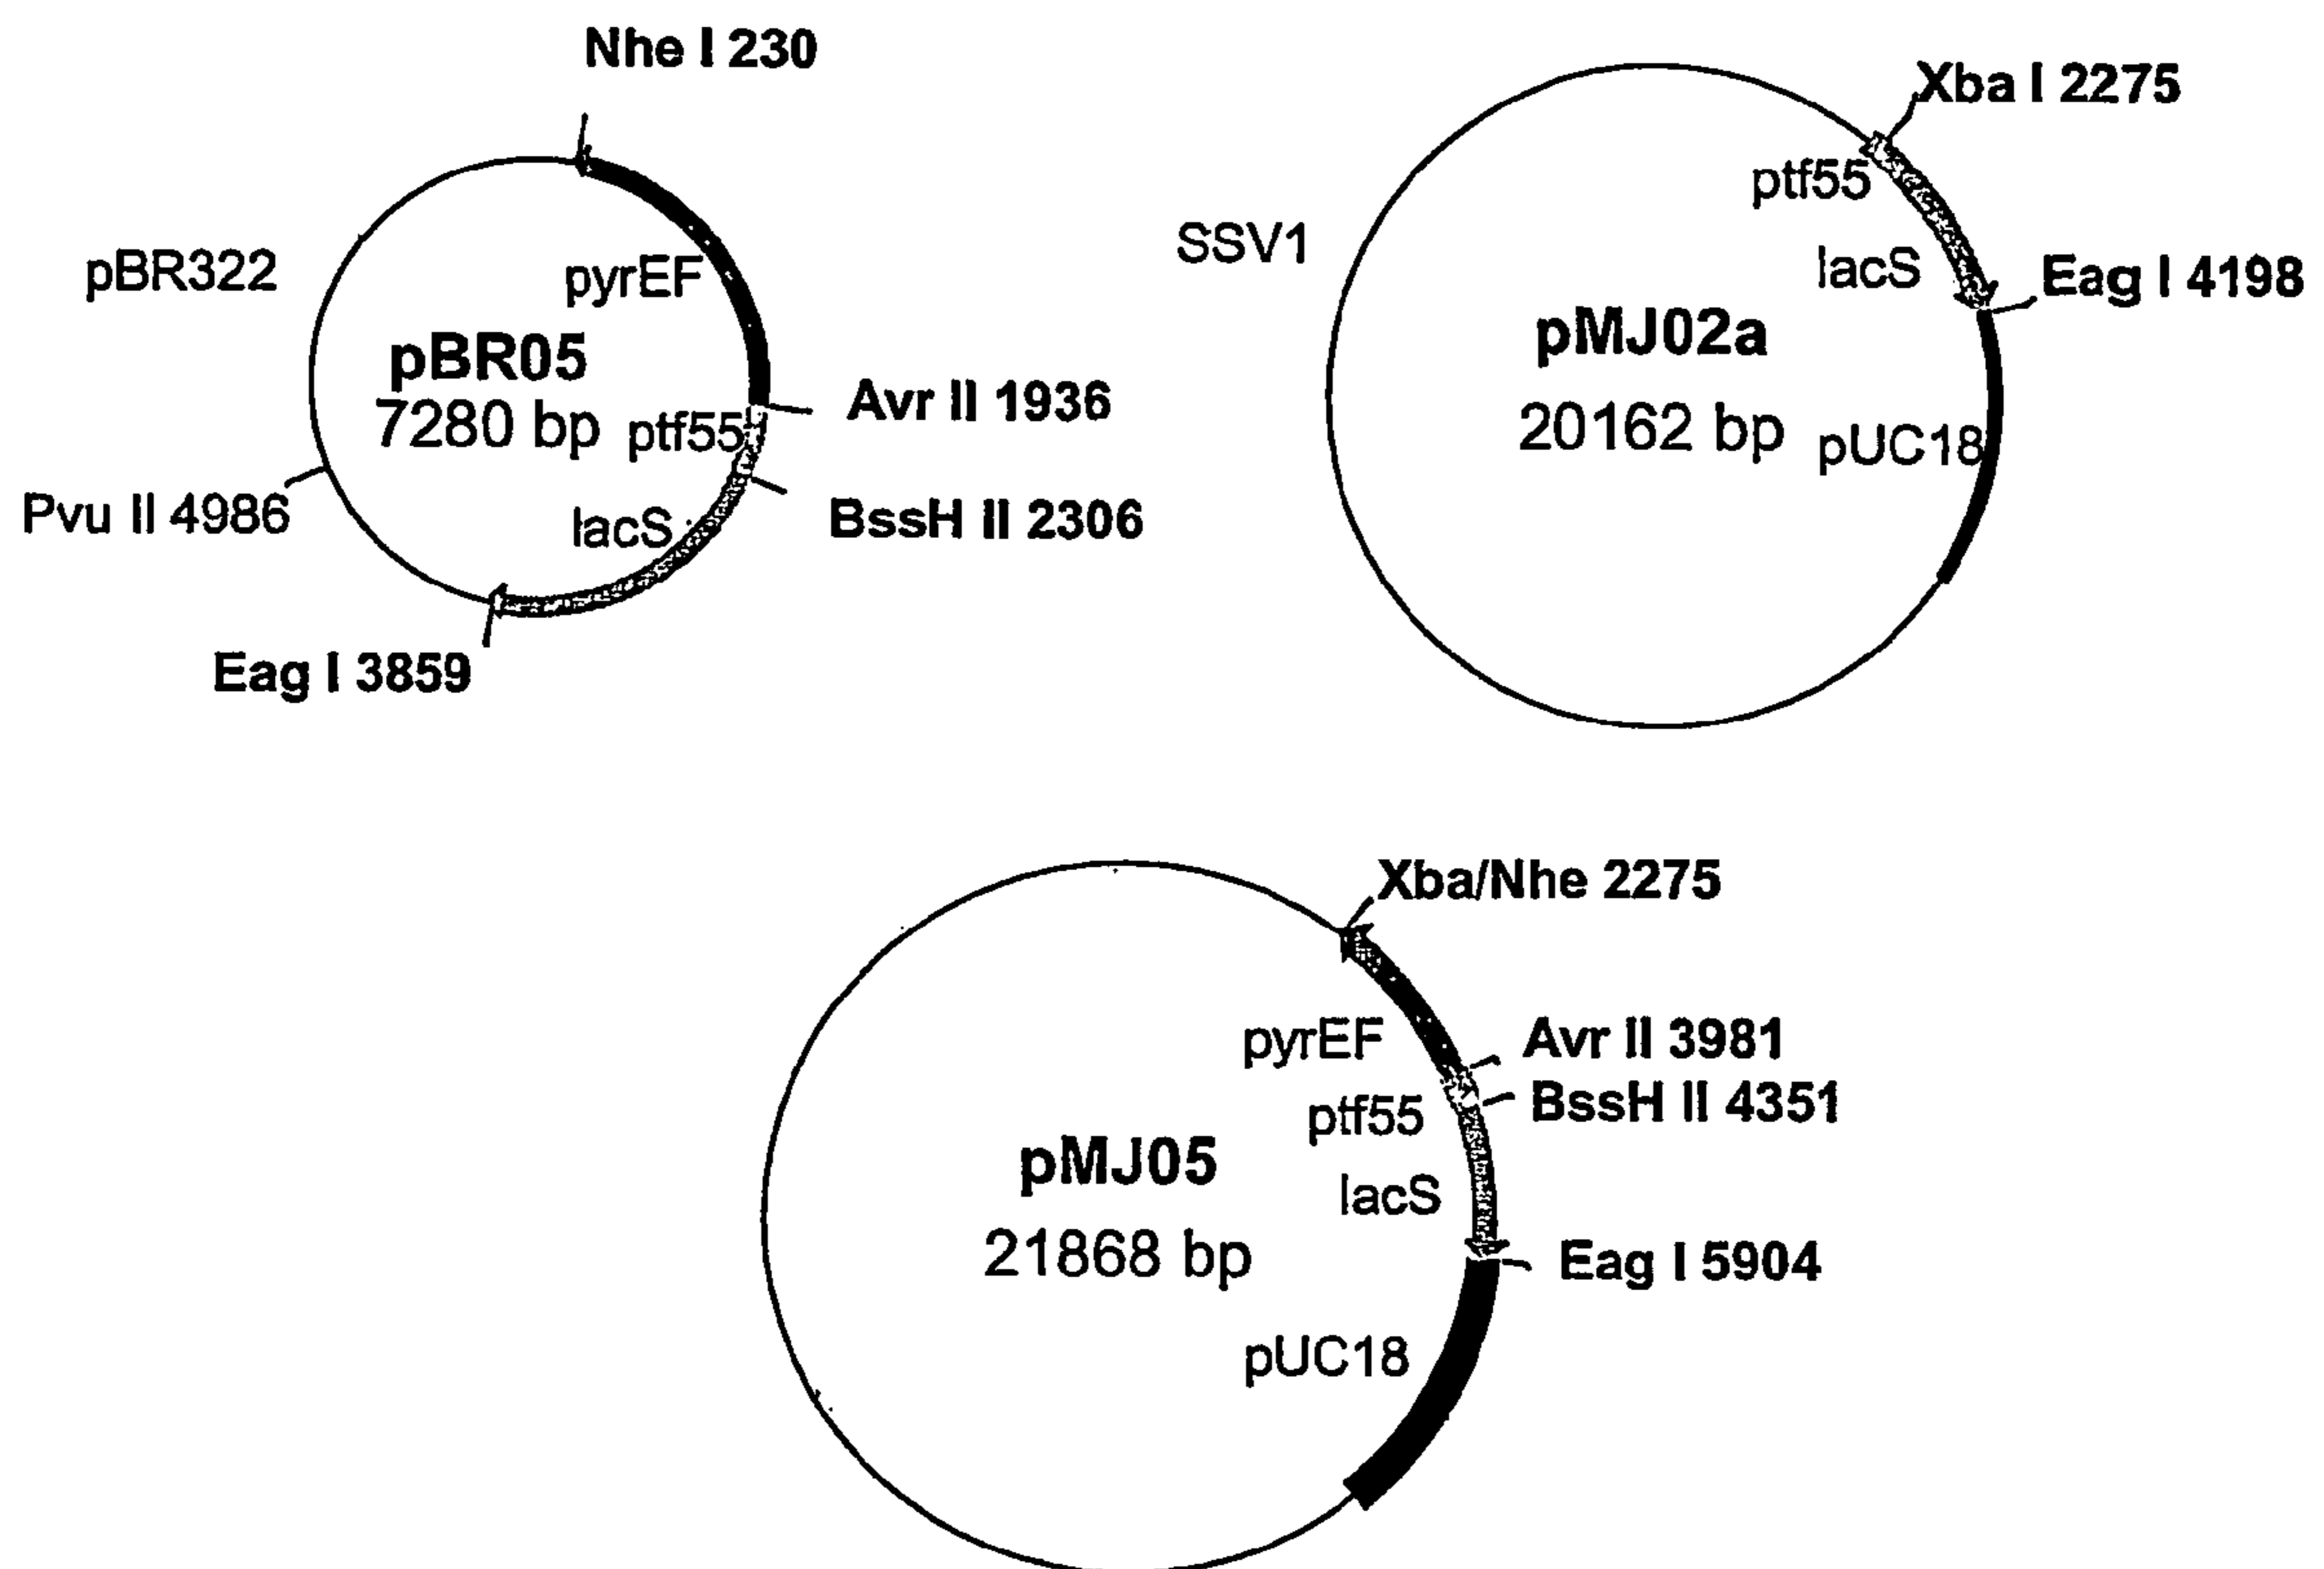 Nhe I 230
pBR322
pyrEF
pBR05
7280 bp
ptf55
Avr II 1936
Pvu II 4986
lacS
BssH II 2306
Eag I 3859
Xba I 2275
ptf55
SSV1
lacS
Eag I 4198
pMJ02a
20162 bp
pUC18
Xba/Nhe 2275
pyrEF
Avr II 3981
BssH II 4351
ptf55
pMJ05
lacS
21868 bp
Eag I 5904
pUC18